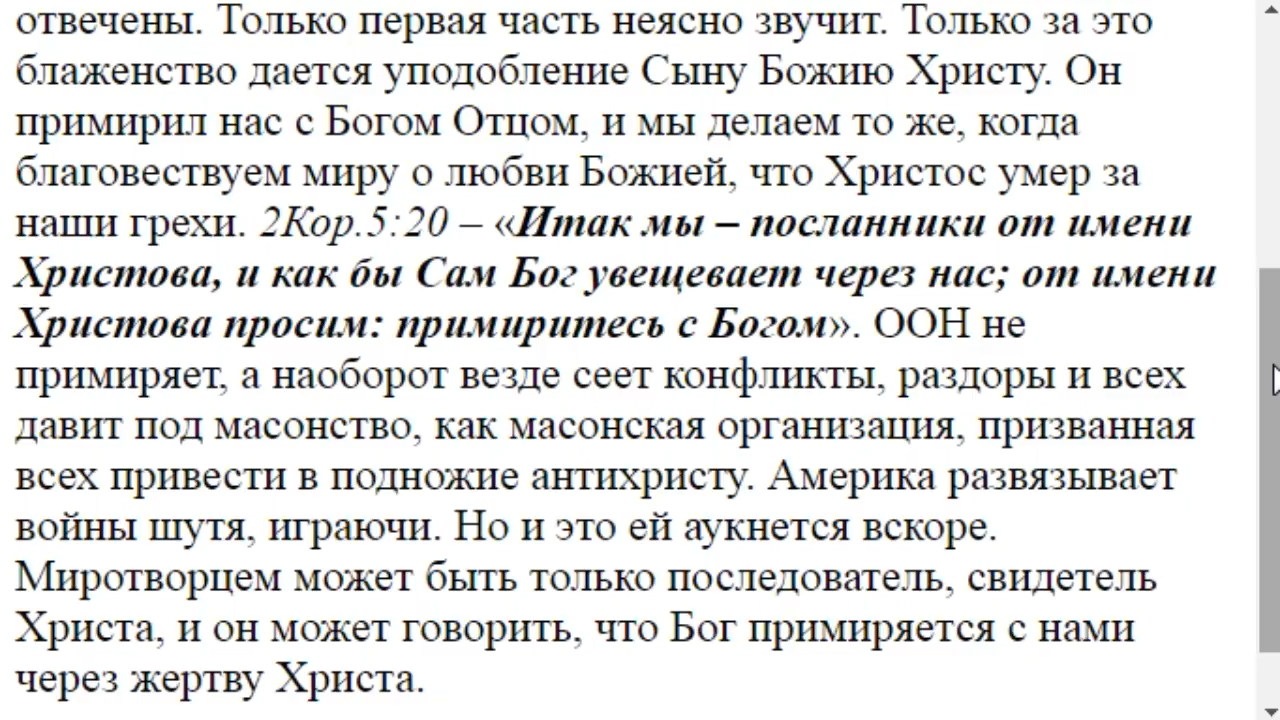 отвечены. Только первая часть неясно звучит. Только за это
блаженство дается уподобление Сыну Божию Христу. Он
примирил нас с Богом Отцом, и мы делаем то же, когда
благовествуем миру о любви Божией, что Христос умер за
наши грехи. 2Кор.5:20 – «Итак мы – посланники от имени
Христова, и как бы Сам Бог увещевает через нас; от имени
Христова просим: примиритесь с Богом». ООН не
примиряет, а наоборот везде сеет конфликты, раздоры и всех
давит под масонство, как масонская организация, призванная
всех привести в подножие антихристу. Америка развязывает
войны шутя, играючи. Но и это ей аукнется вскоре.
Миротворцем может быть только последователь, свидетель
Христа, и он может говорить, что Бог примиряется с нами
через жертву Христа.